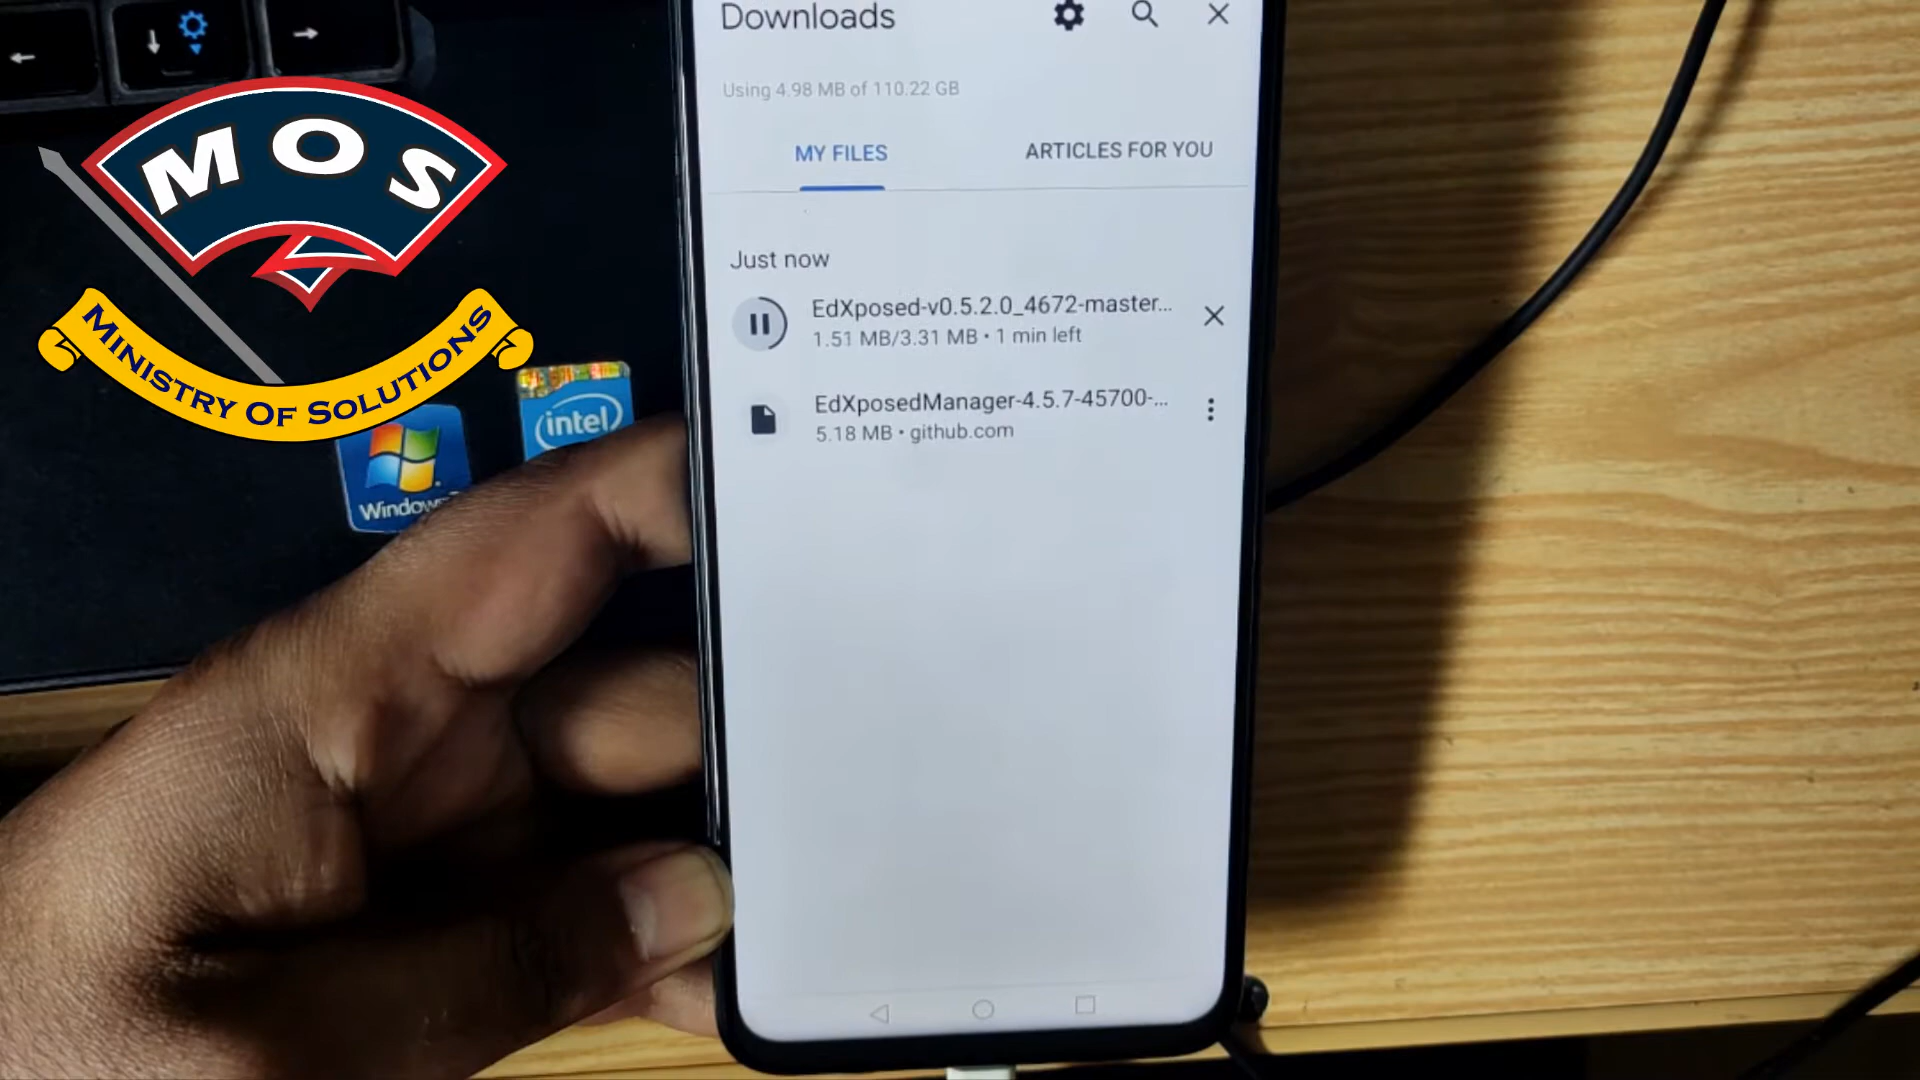 MOS
MINISTRY OF SOLUTIONS
intel
Windows
Downloads
Using 4.98 MB of 110.22 GB
MY FILES
ARTICLES FOR YOU
Just now
EdXposed-v0.5.2.0_4672-master...
1.51 MB/3.31 MB • 1 min left
EdXposedManager-4.5.7-45700-...
5.18 MB • github.com